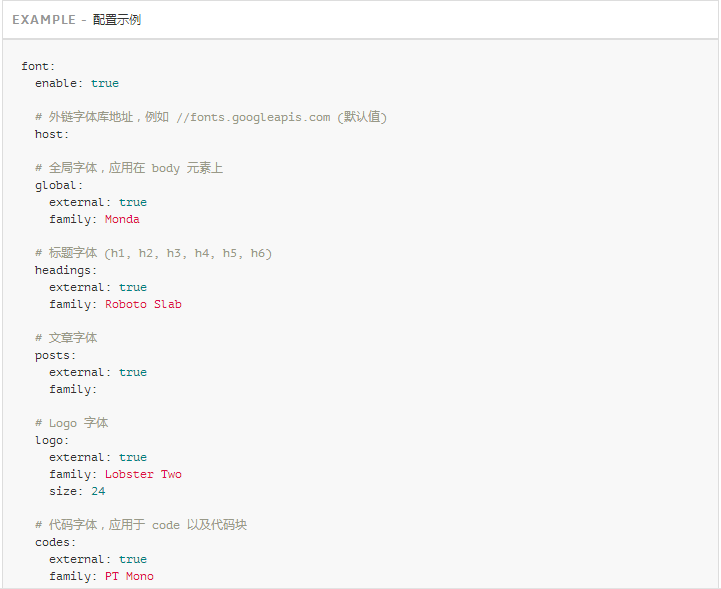 EXAMPLE - 配置示例
font:
  enable: true
  # 外链字体库地址，例如 //fonts.googleapis.com (默认值)
  host:
  # 全局字体，应用在 body 元素上
  global:
    external: true
    family: Monda
  # 标题字体 (h1, h2, h3, h4, h5, h6)
  headings:
    external: true
    family: Roboto Slab
  # 文章字体
  posts:
    external: true
    family:
  # Logo 字体
  logo:
    external: true
    family: Lobster Two
    size: 24
  # 代码字体，应用于 code 以及代码块
  codes:
    external: true
    family: PT Mono